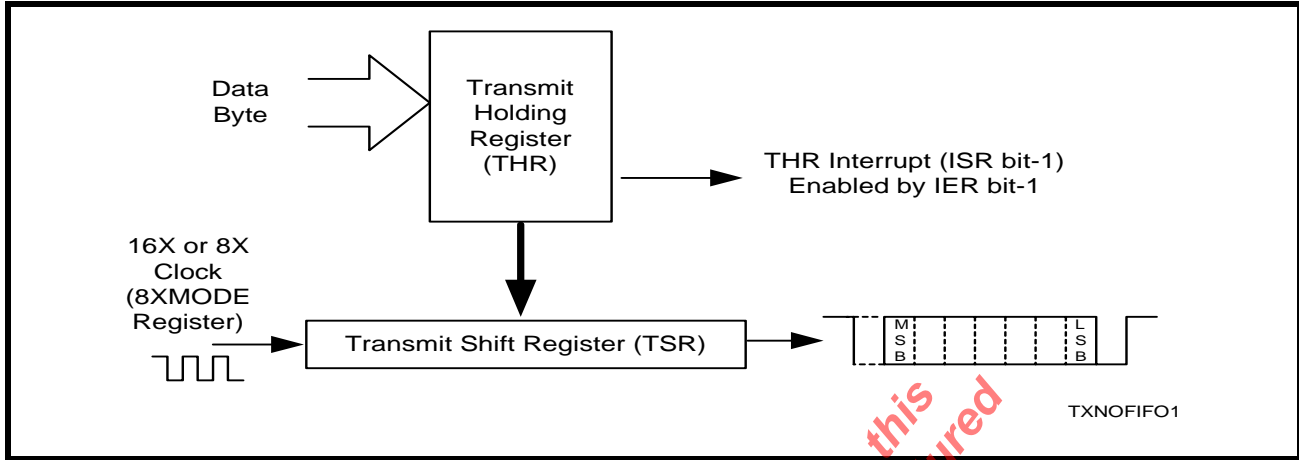 Data
Byte
Transmit
Holding
Register
(THR)
THR Interrupt (ISR bit-1)
Enabled by IER bit-1
16X or 8X
Clock
(8XMODE
Register)
Transmit Shift Register (TSR)
M
S
B
L
S
B
this
TXNOFIFO1